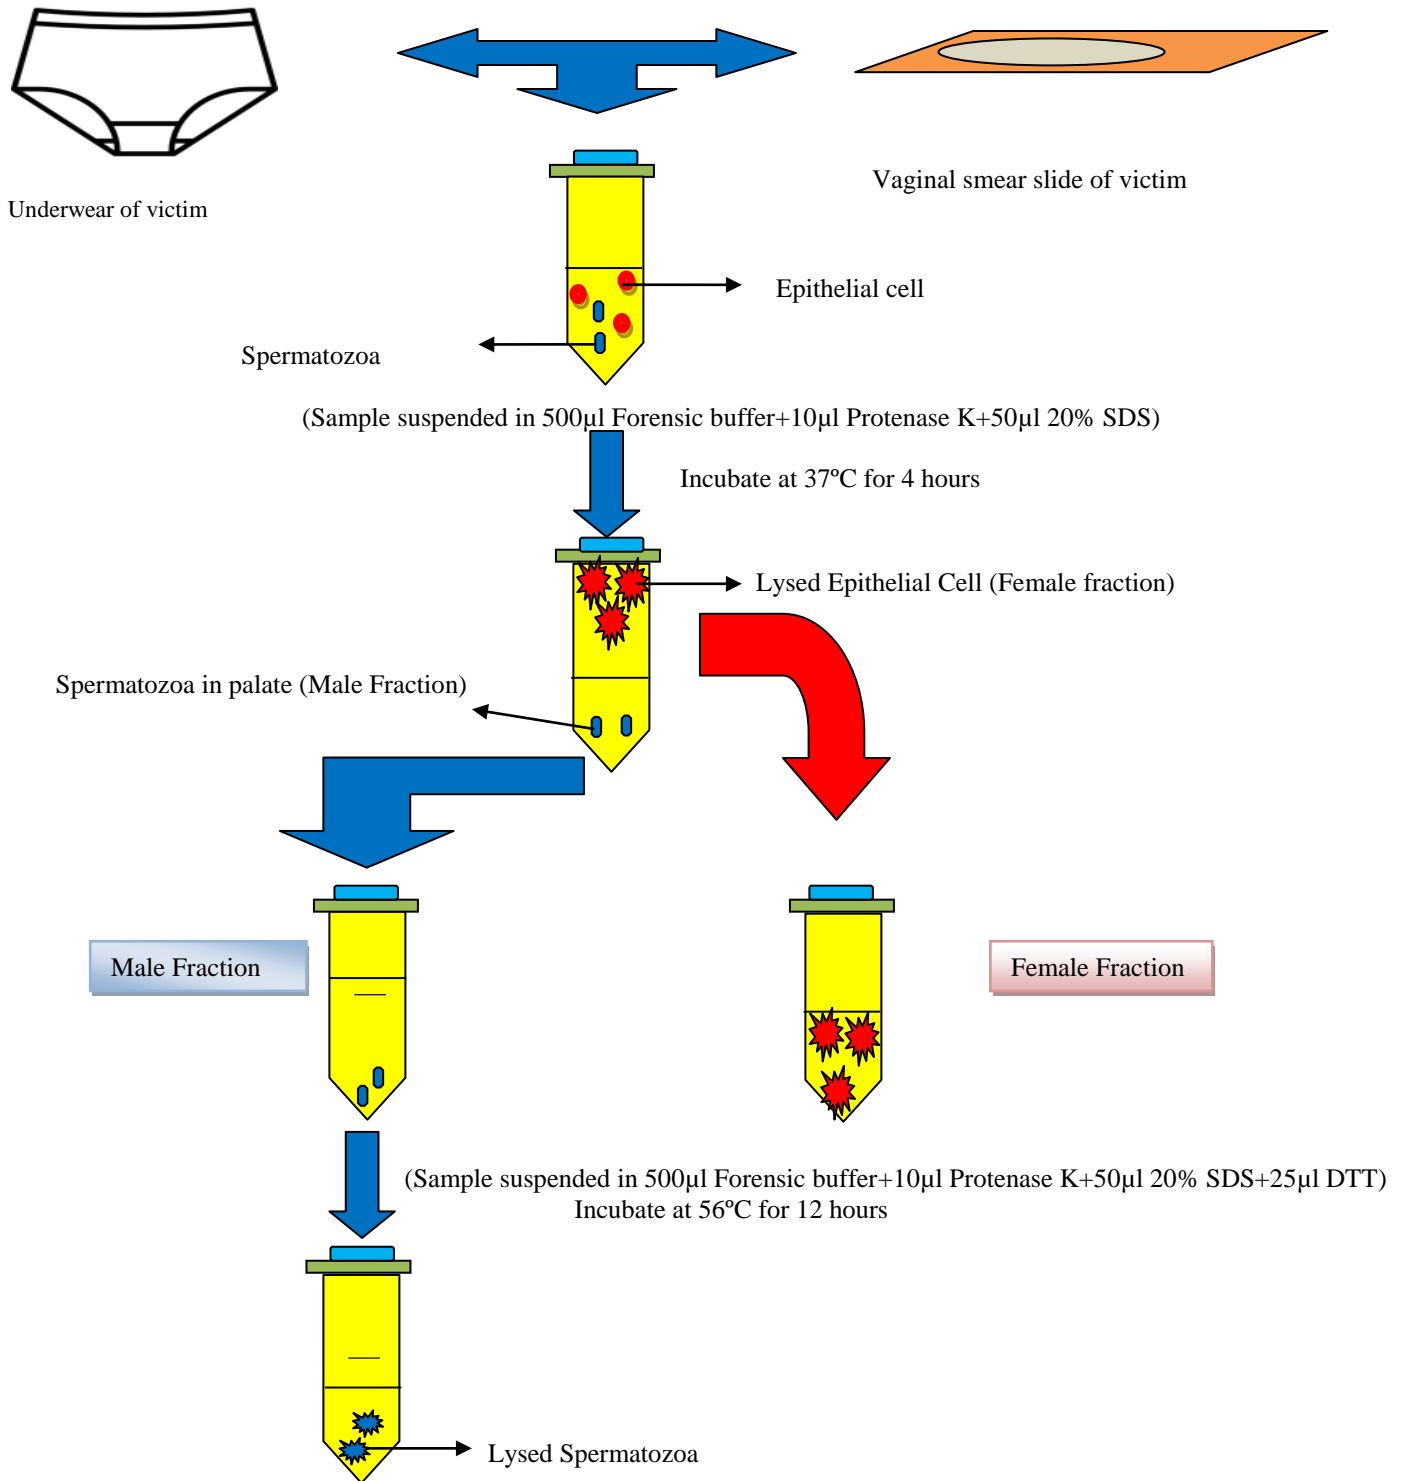 Underwear of victim
Vaginal smear slide of victim
Epithelial cell
Spermatozoa
(Sample suspended in 500µl Forensic buffer+10µl Protenase K+50µl 20% SDS)
Incubate at 37ºC for 4 hours
Lysed Epithelial Cell (Female fraction)
Spermatozoa in palate (Male Fraction)
Male Fraction
Female Fraction
(Sample suspended in 500µl Forensic buffer+10µl Protenase K+50µl 20% SDS+25µl DTT)
Incubate at 56ºC for 12 hours
Lysed Spermatozoa